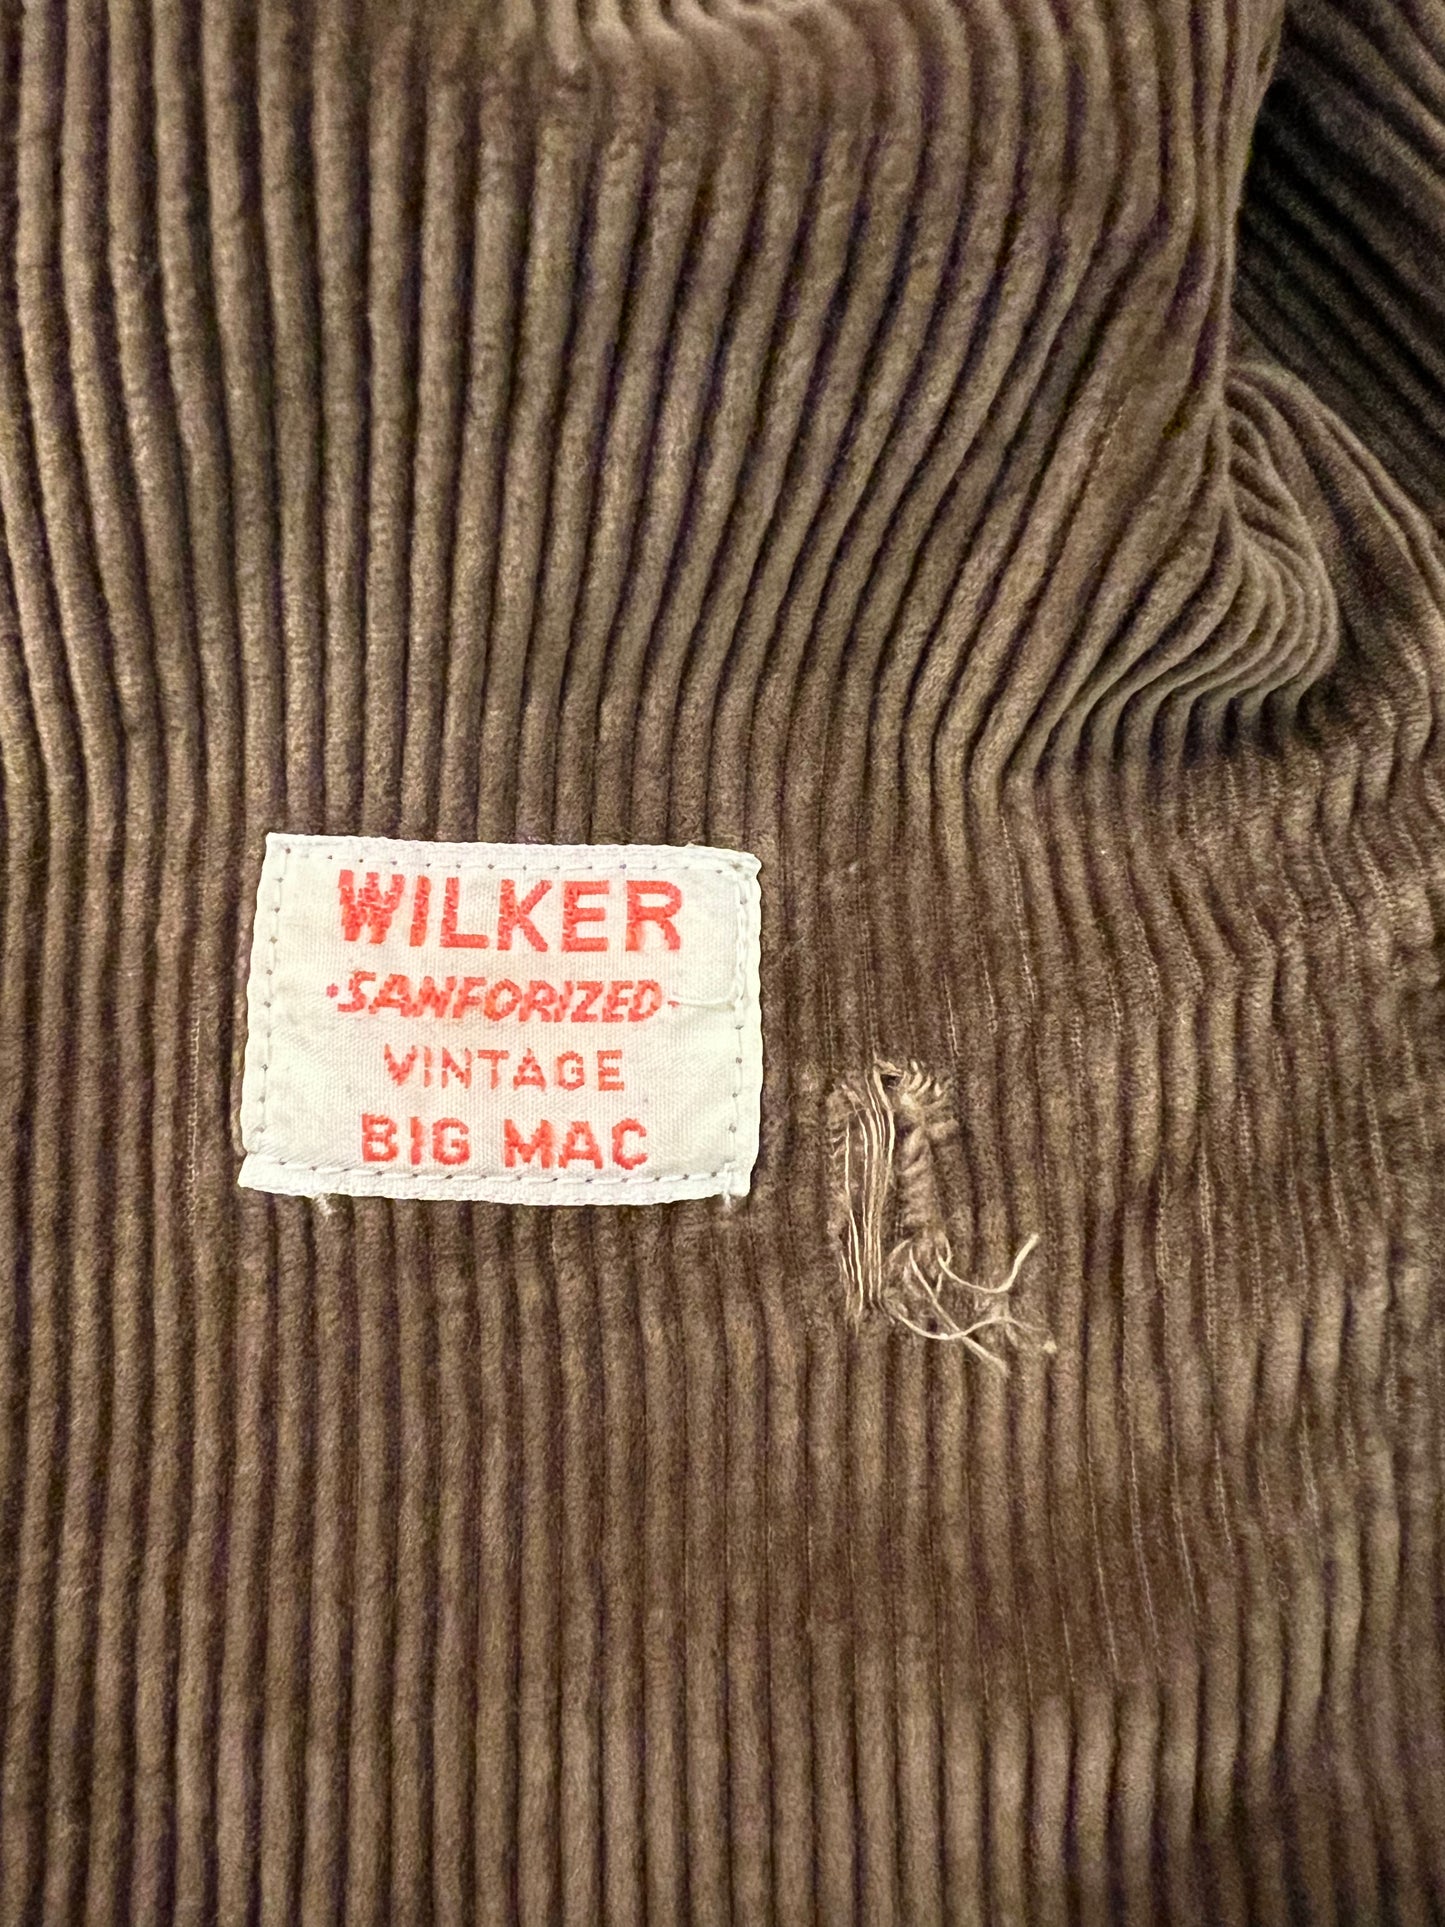 WILKER
·SANFORIZED·
VINTAGE
BIG MAC